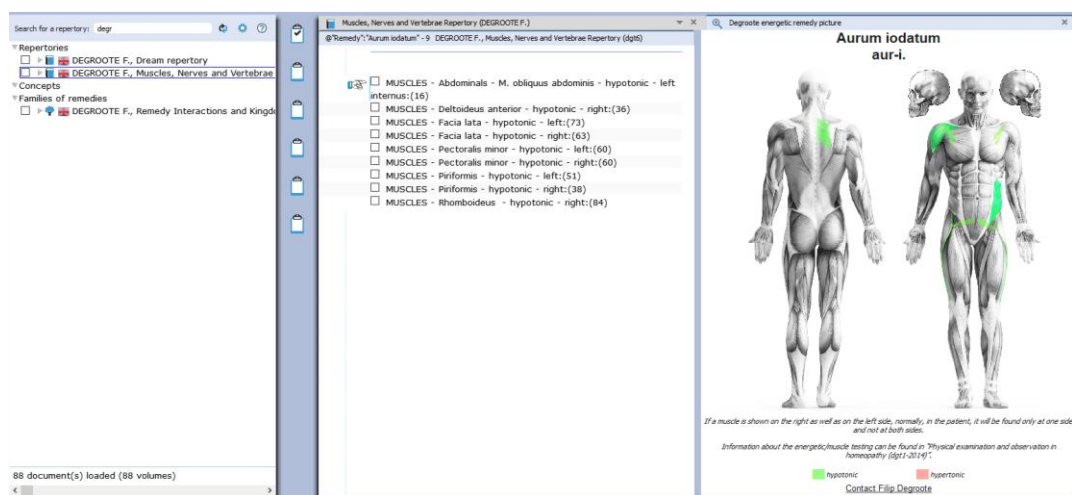 Search for a repertory: degr
Repertories
DEGROOTE F., Dream repertory
DEGROOTE F., Muscles, Nerves and Vertebrae
Concepts
Families of remedies
DEGROOTE F., Remedy Interactions and Kingdo
88 document(s) loaded (88 volumes)
Muscles, Nerves and Vertebrae Repertory (DEGROOTE F.)
@"Remedy":"Aurum iodatum" - 9 DEGROOTE F., Muscles, Nerves and Vertebrae Repertory (dgt6)
MUSCLES - Abdominals - M. obliquus abdominis - hypotonic - left
internus:(16)
MUSCLES - Deltoideus anterior - hypotonic - right:(36)
MUSCLES - Facia lata - hypotonic - left:(73)
MUSCLES - Facia lata - hypotonic - right:(63)
MUSCLES - Pectoralis minor - hypotonic - left:(60)
MUSCLES - Pectoralis minor - hypotonic - right:(60)
MUSCLES - Piriformis - hypotonic - left:(51)
MUSCLES - Piriformis - hypotonic - right:(38)
MUSCLES - Rhomboideus - hypotonic - right:(84)
Degroote energetic remedy picture
Aurum iodatum
aur-i.
If a muscle is shown on the right as well as on the left side, normally, in the patient, it will be found only at one side
and not at both sides.
Information about the energetic/muscle testing can be found in "Physical examination and observation in
homeopathy (dgt1-2014)".
hypotonic hypertonic
Contact Filip Degroote